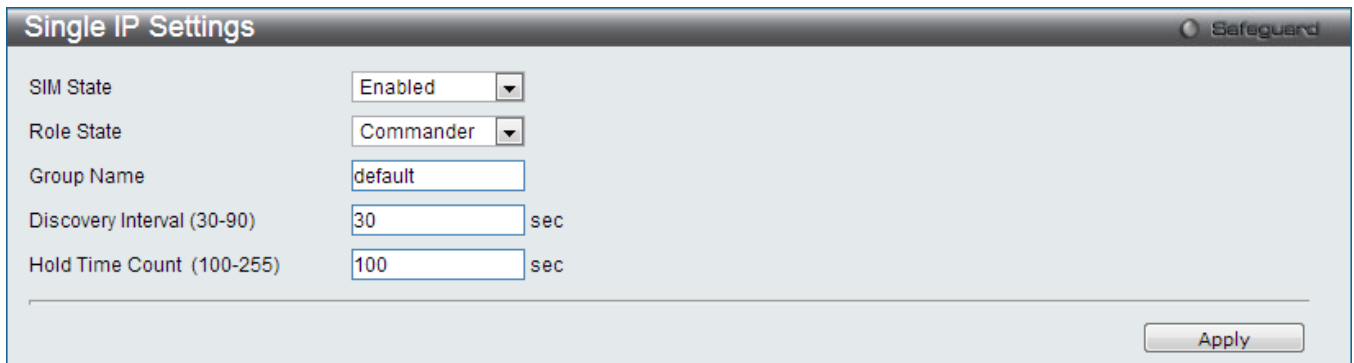 Single IP Settings
Safeguard
SIM State
Enabled
Role State
Commander
Group Name
default
Discovery Interval (30-90)
30 sec
Hold Time Count (100-255)
100 sec
Apply